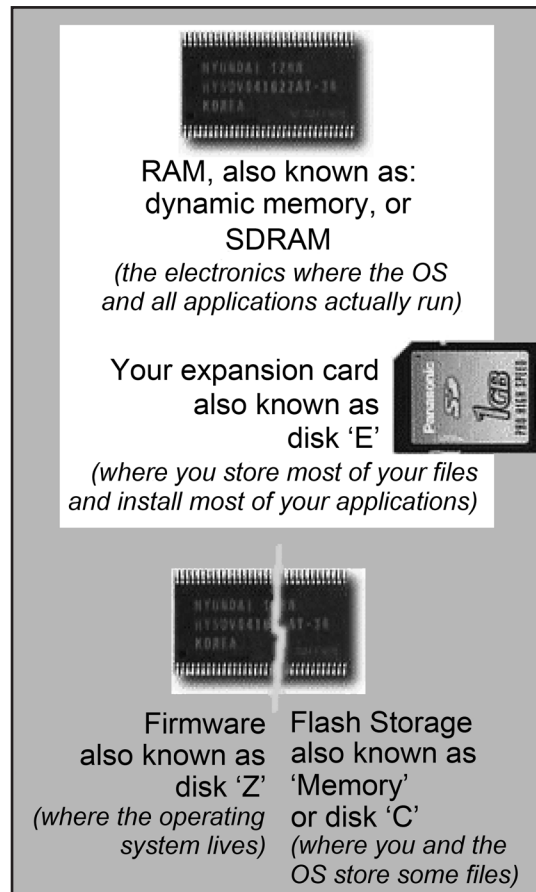 HYUNDAI
KOREA
RAM, also known as:
dynamic memory, or
SDRAM
(the electronics where the OS
and all applications actually run)
Your expansion card
also known as
disk ‘E’
Panasonic
SD
1GB
PRO HIGH SPEED
(where you store most of your files
and install most of your applications)
HYUNDAI
KOREA
Firmware
also known as
disk ‘Z’
(where the operating
system lives)
Flash Storage
also known as
‘Memory’
or disk ‘C’
(where you and the
OS store some files)